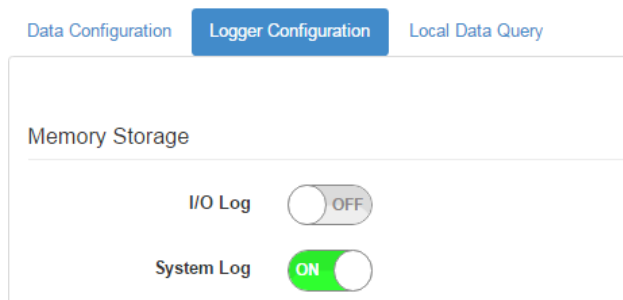 Data Configuration Logger Configuration Local Data Query
Memory Storage
I/O Log OFF
System Log ON